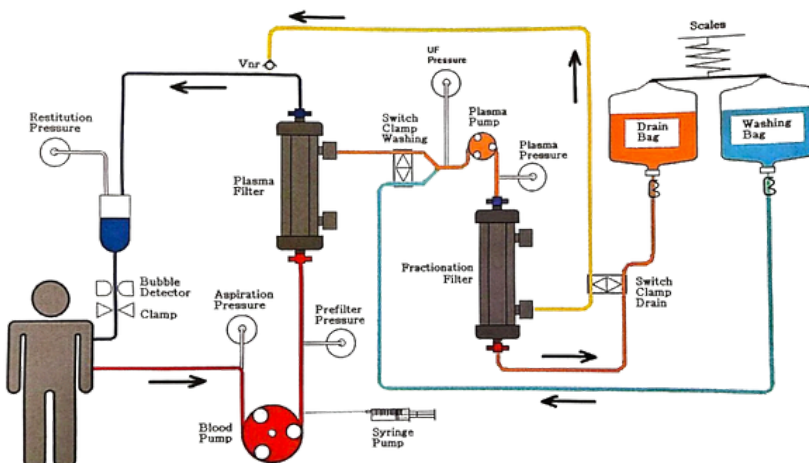 Scales
Vnr
UF
Pressure
Restitution
Pressure
Switch
Clamp
Washing
Plasma
Pump
Plasma
Pressure
Drain
Bag
Washing
Bag
Plasma
Filter
Fractionation
Filter
Switch
Clamp
Drain
Bubble
Detector
Clamp
Aspiration
Pressure
Prefilter
Pressure
Blood
Pump
Syringe
Pump